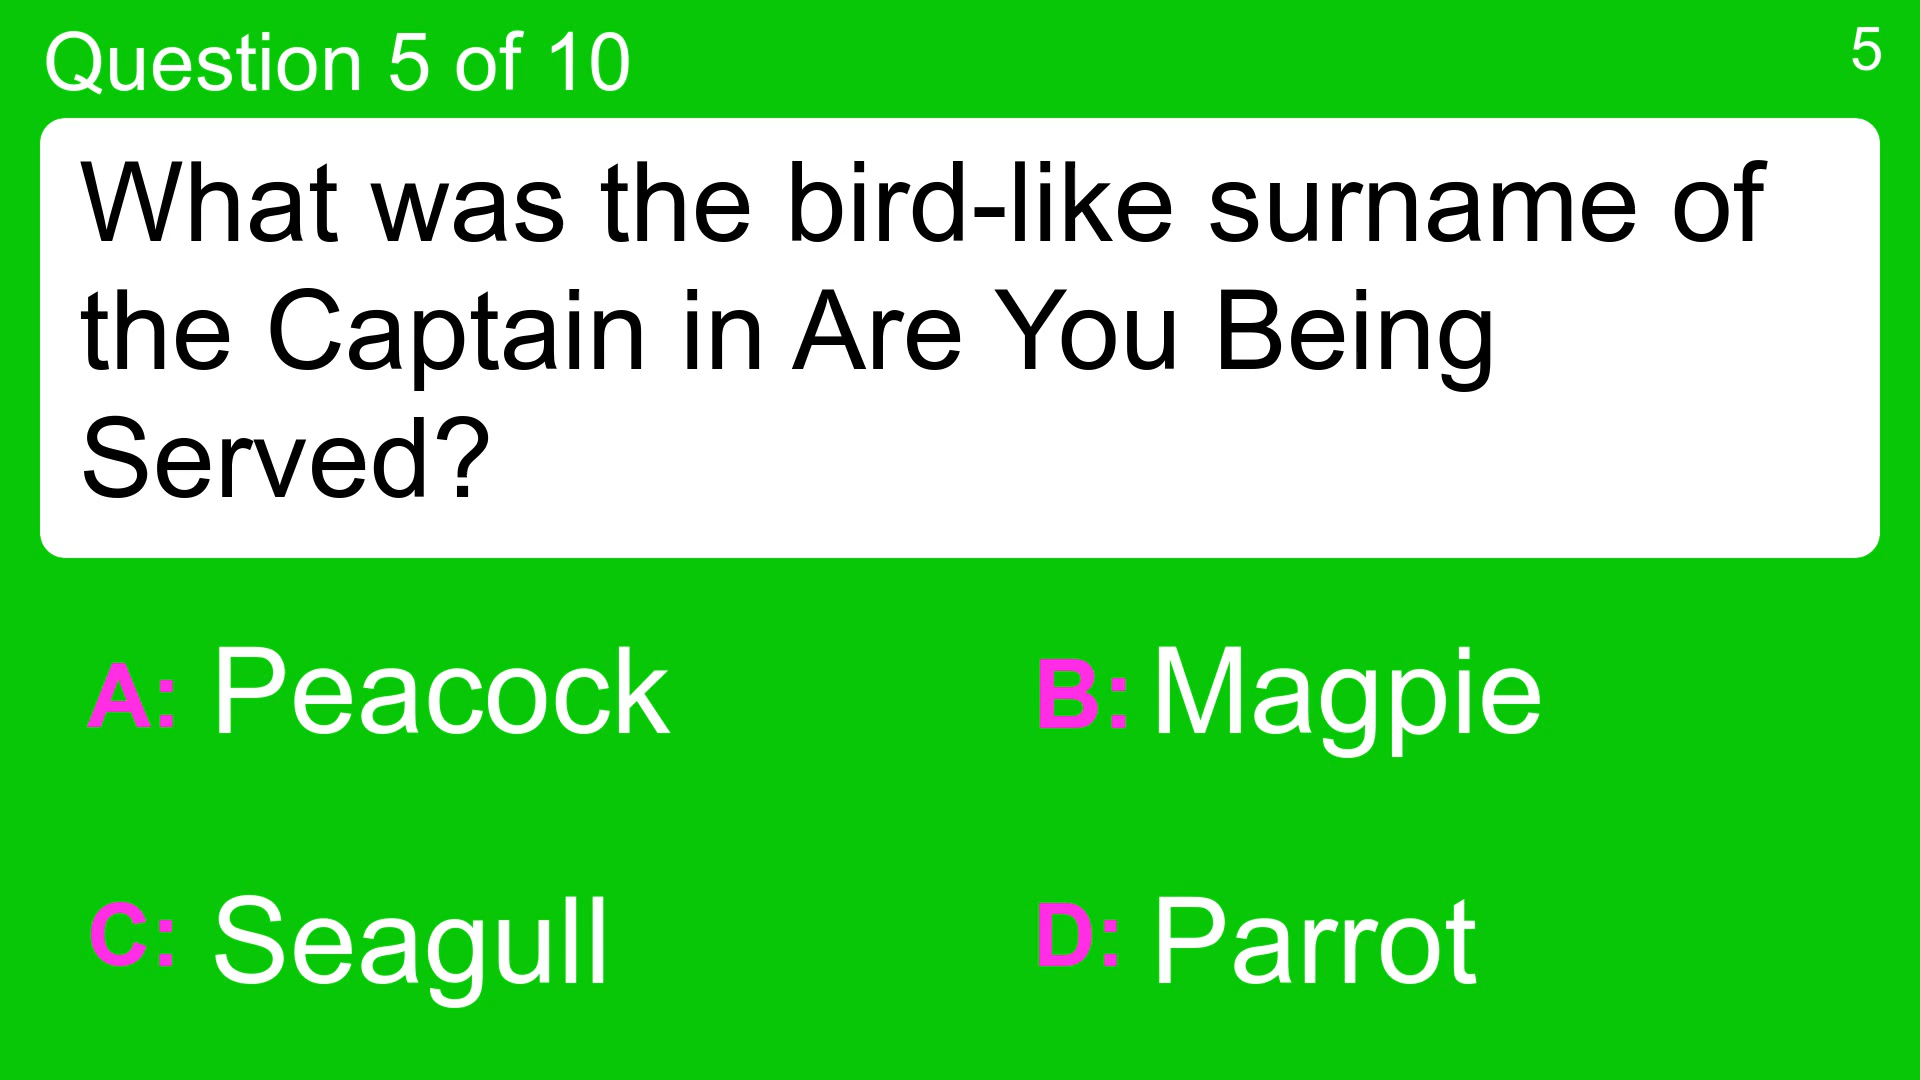 Question 5 of 10
5
What was the bird-like surname of
the Captain in Are You Being
Served?
A: Peacock
B: Magpie
C: Seagull
D: Parrot